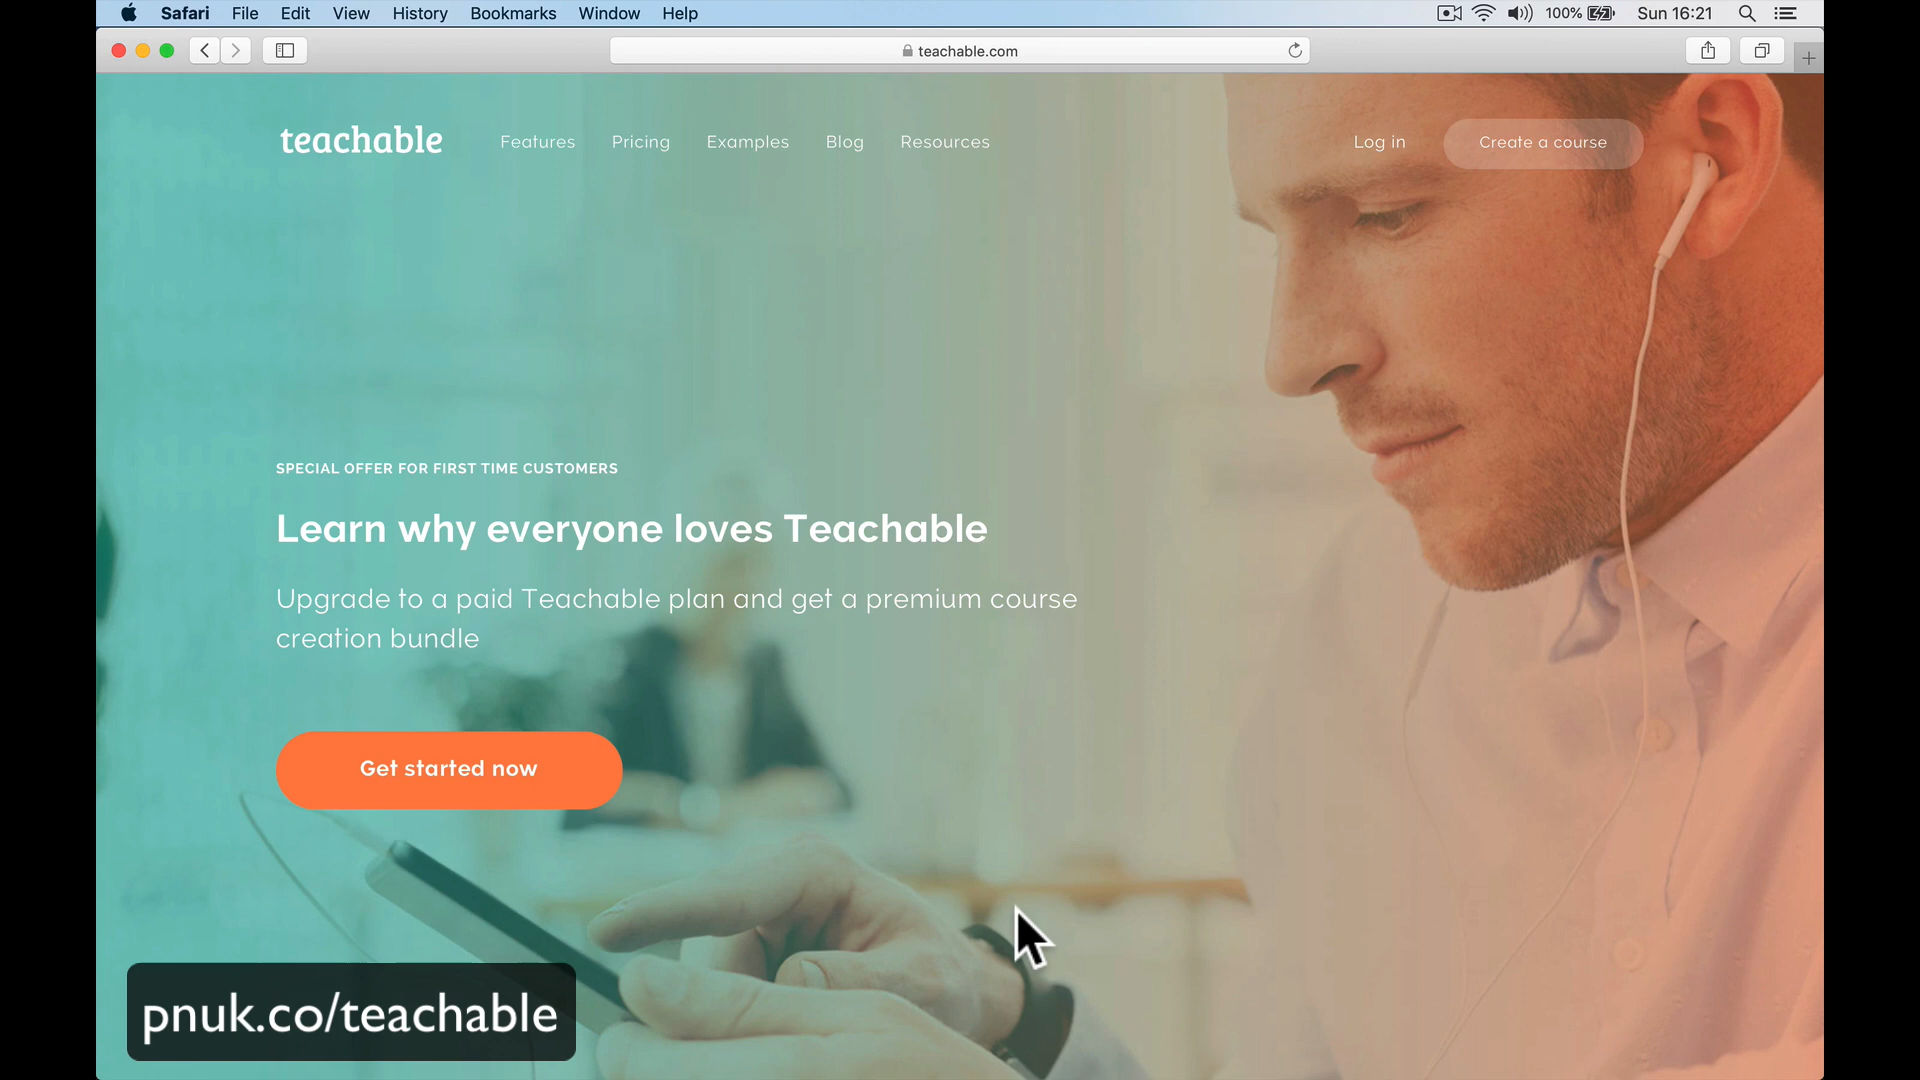 Safari File Edit View History Bookmarks Window Help 100% Sun 16:21
teachable.com
teachable Features Pricing Examples Blog Resources Log in Create a course
SPECIAL OFFER FOR FIRST TIME CUSTOMERS
Learn why everyone loves Teachable
Upgrade to a paid Teachable plan and get a premium course
creation bundle
Get started now
pnuk.co/teachable